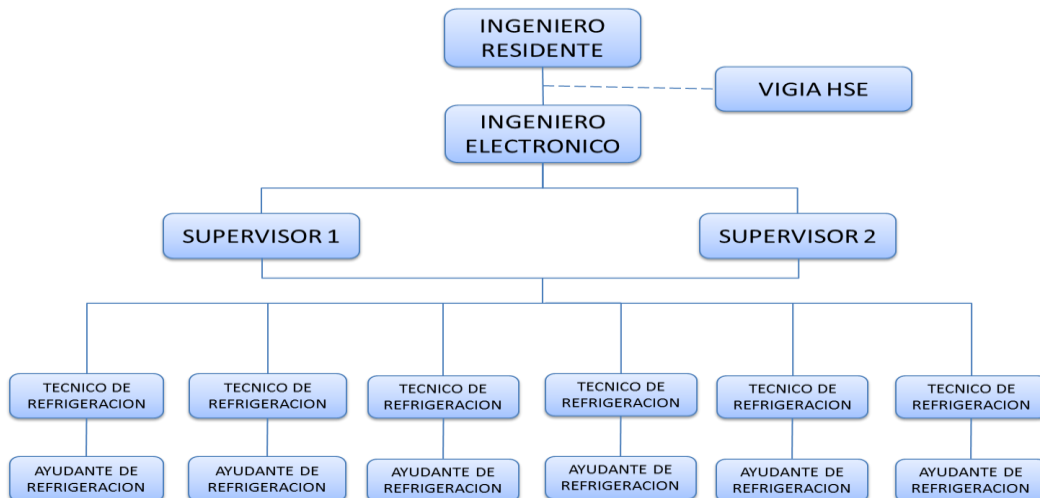 INGENIERO
RESIDENTE
VIGIA HSE
INGENIERO
ELECTRONICO
SUPERVISOR 1
SUPERVISOR 2
TECNICO DE
REFRIGERACION
TECNICO DE
REFRIGERACION
TECNICO DE
REFRIGERACION
TECNICO DE
REFRIGERACION
TECNICO DE
REFRIGERACION
TECNICO DE
REFRIGERACION
AYUDANTE DE
REFRIGERACION
AYUDANTE DE
REFRIGERACION
AYUDANTE DE
REFRIGERACION
AYUDANTE DE
REFRIGERACION
AYUDANTE DE
REFRIGERACION
AYUDANTE DE
REFRIGERACION